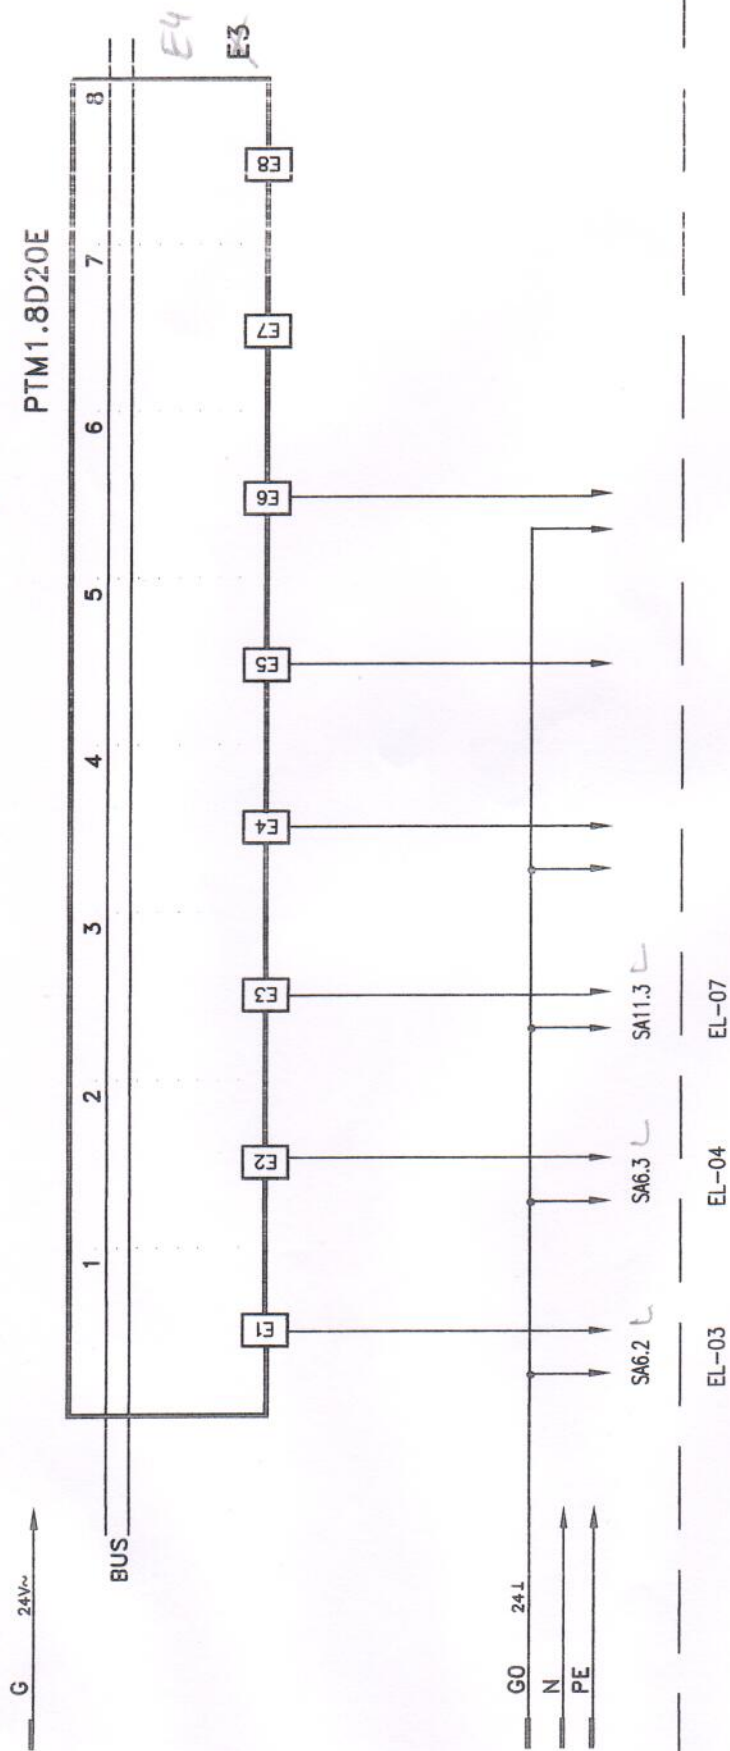 G 24V~
BUS
PTM1.8D20E
1 2 3 4 5 6 7 8
E4
E3
E1 E2 E3 E4 E5 E6 E7 E8
G0 24⊥
N
PE
SA6.2 SA6.3 SA11.3
EL-03 EL-04 EL-07